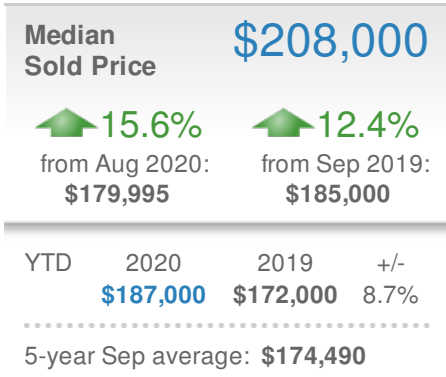 Median $208,000
Sold Price
15.6% 12.4%
from Aug 2020: from Sep 2019:
$179,995 $185,000
YTD 2020 2019 +/-
$187,000 $172,000 8.7%
5-year Sep average: $174,490